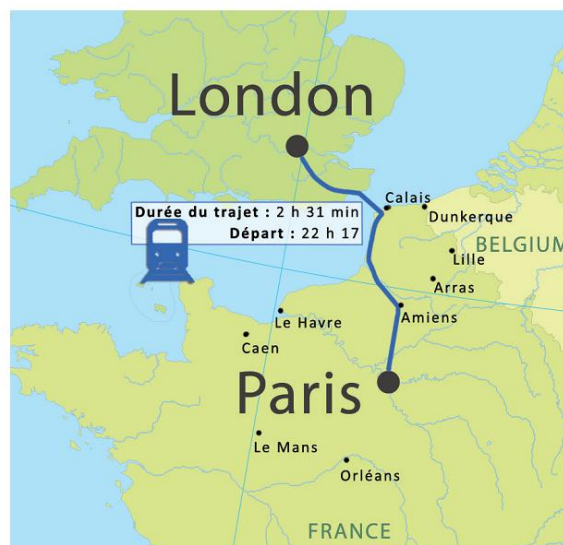 London
Calais
Durée du trajet : 2 h 31 min
Dunkerque
Départ : 22 h 17
BELGIUM
Lille
Arras
Amiens
Le Havre
Caen
Paris
Le Mans
Orléans
FRANCE